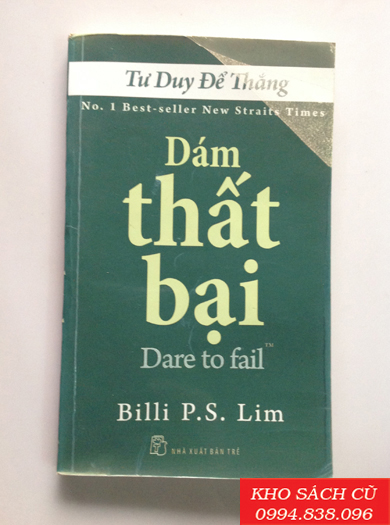 Tư Duy Để Thắng
No. 1 Best-seller New Straits Times
Dám
thất
bại
Dare to fail™
Billi P.S. Lim
NHÀ XUẤT BẢN TRẺ
KHO SÁCH CŨ
0994.838.096